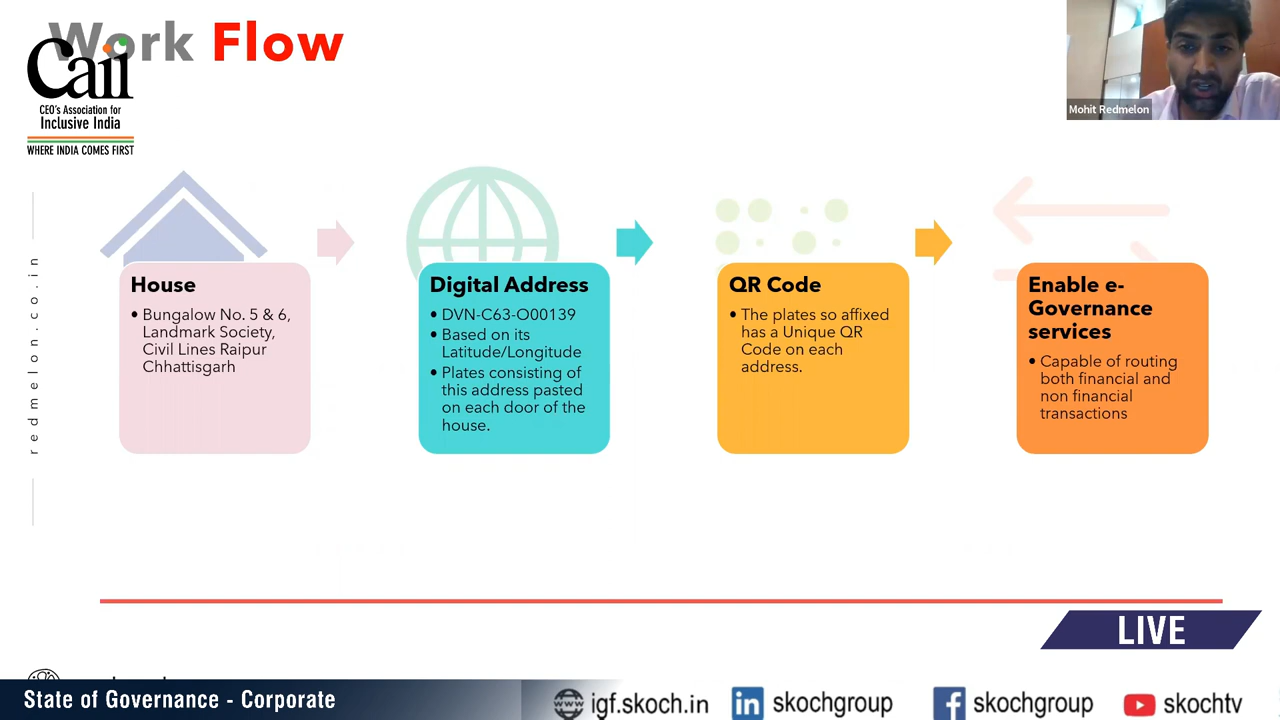 Work Flow
Cail
CEO's Association for
Inclusive India
WHERE INDIA COMES FIRST
Mohit Redmelon
redmelon.co.in
House
• Bungalow No. 5 & 6,
Landmark Society,
Civil Lines Raipur
Chhattisgarh
Digital Address
• DVN-C63-O00139
• Based on its
Latitude/Longitude
• Plates consisting of
this address pasted
on each door of the
house.
QR Code
• The plates so affixed
has a Unique QR
Code on each
address.
Enable e-
Governance
services
• Capable of routing
both financial and
non financial
transactions
LIVE
State of Governance - Corporate
igf.skoch.in
skochgroup
skochgroup
skochtv